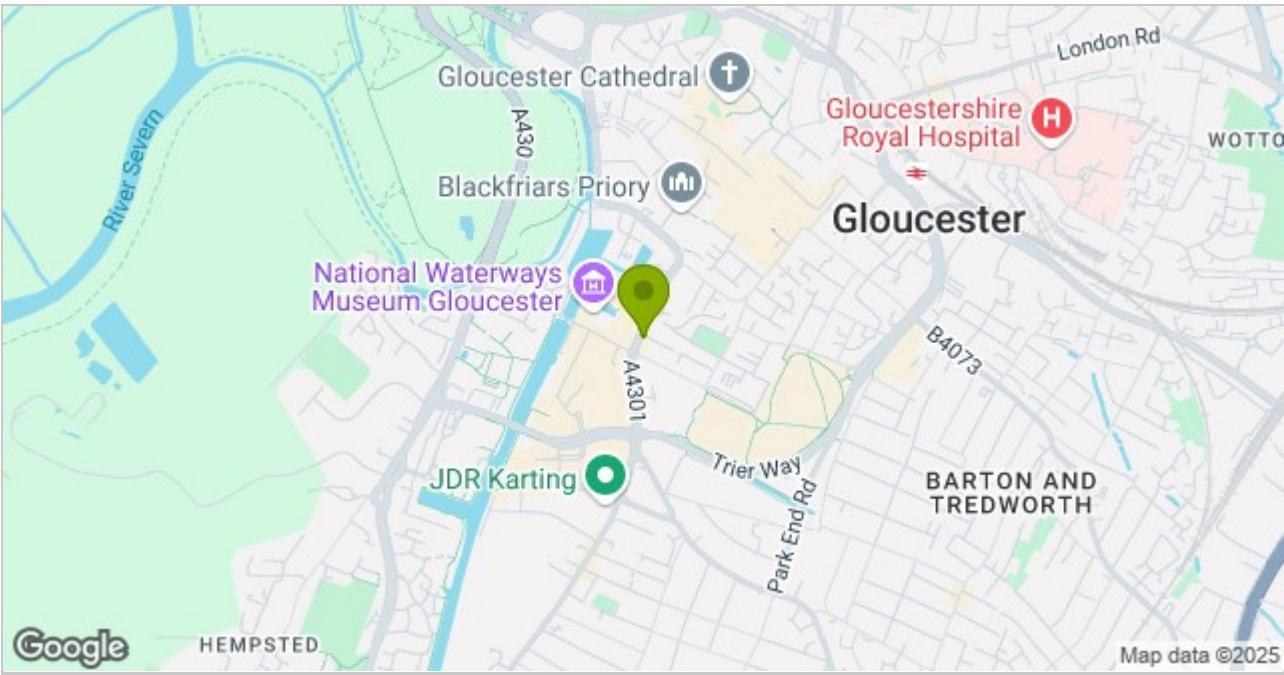 London Rd
Gloucester Cathedral
Gloucestershire
Royal Hospital
H
A430
WOTTO
River Severn
Blackfriars Priory
Gloucester
National Waterways
Museum Gloucester
B4073
A4301
JDR Karting
Trier Way
BARTON AND
TREDWORTH
Park End Rd
HEMPSTED
Google
Map data ©2025